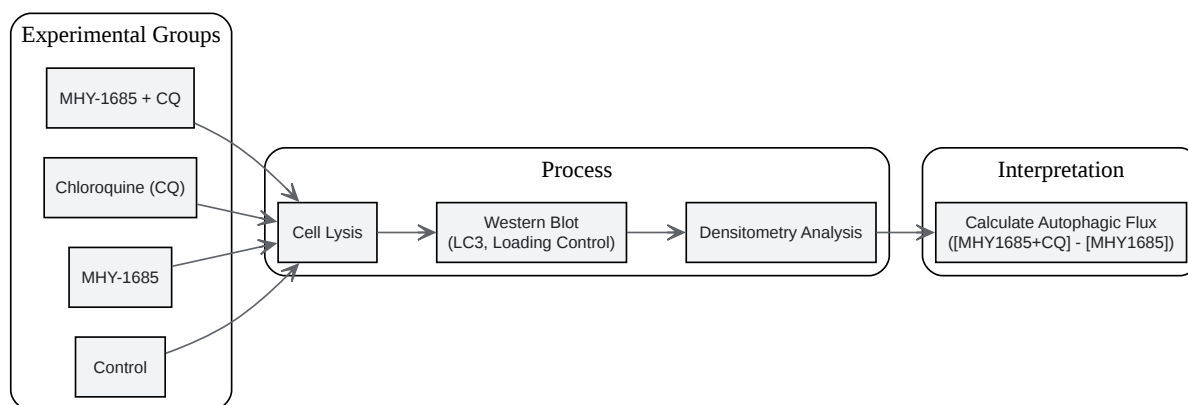 Experimental Groups
MHY-1685 + CQ
Chloroquine (CQ)
MHY-1685
Control
Process
Cell Lysis
Western Blot
(LC3, Loading Control)
Densitometry Analysis
Interpretation
Calculate Autophagic Flux
([MHY1685+CQ] - [MHY1685])